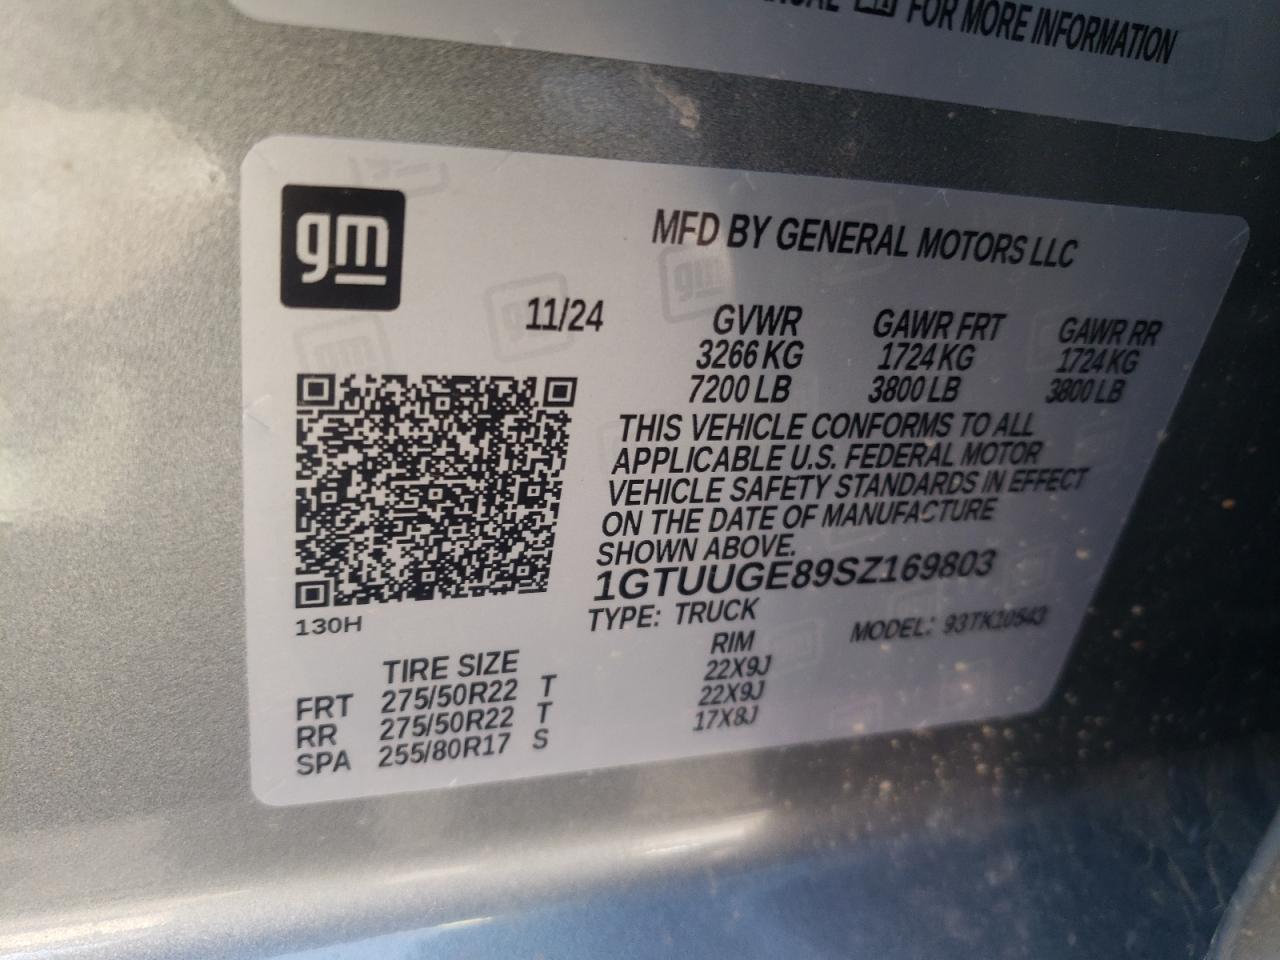 FOR MORE INFORMATION
gm
MFD BY GENERAL MOTORS LLC
11/24
GVWR GAWR FRT GAWR RR
3266 KG 1724 KG 1724 KG
7200 LB 3800 LB 3800 LB
THIS VEHICLE CONFORMS TO ALL
APPLICABLE U.S. FEDERAL MOTOR
VEHICLE SAFETY STANDARDS IN EFFECT
ON THE DATE OF MANUFACTURE
SHOWN ABOVE.
1GTUUGE89SZ169803
TYPE: TRUCK MODEL: 93TK10543
130H
TIRE SIZE RIM
FRT 275/50R22 T 22X9J
RR 275/50R22 T 22X9J
SPA 255/80R17 S 17X8J